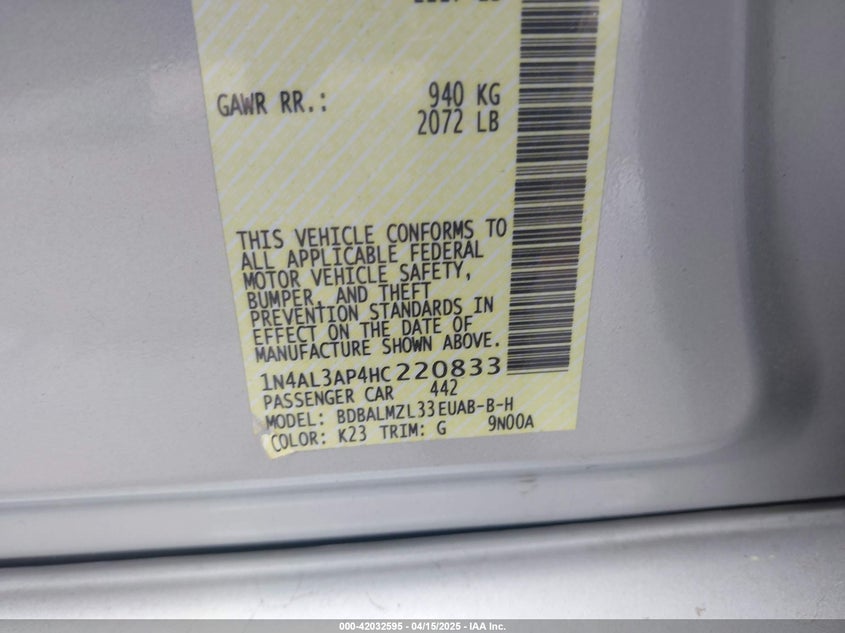 GAWR RR.: 940 KG
2072 LB
THIS VEHICLE CONFORMS TO
ALL APPLICABLE FEDERAL
MOTOR VEHICLE SAFETY,
BUMPER, AND THEFT
PREVENTION STANDARDS IN
EFFECT ON THE DATE OF
MANUFACTURE SHOWN ABOVE.
1N4AL3AP4HC220833
PASSENGER CAR 442
MODEL: BDBALMZL33EUAB-B-H
COLOR: K23 TRIM: G 9N00A
000-42032595 - 04/15/2025 - IAA Inc.